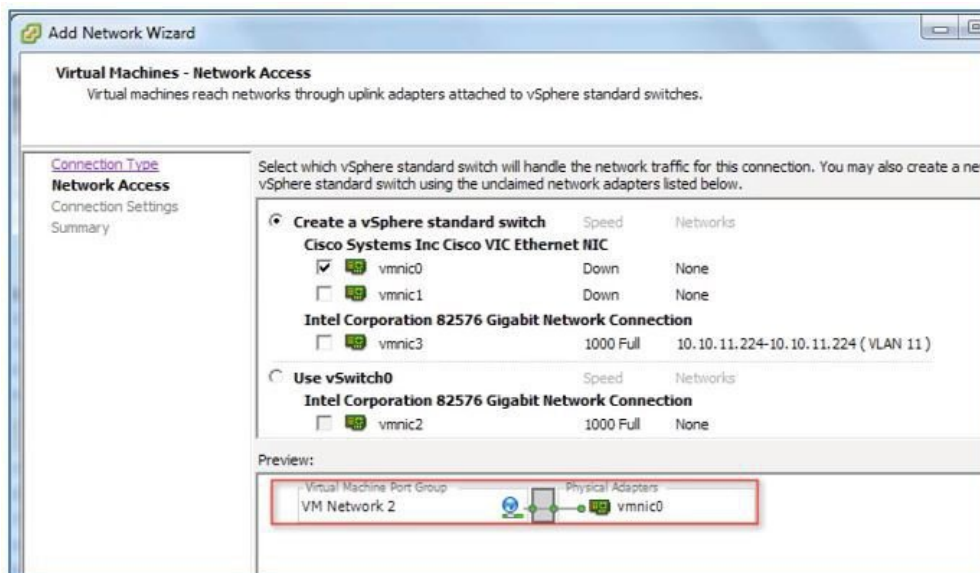 Add Network Wizard
Virtual Machines - Network Access
Virtual machines reach networks through uplink adapters attached to vSphere standard switches.
Connection Type
Network Access
Connection Settings
Summary
Select which vSphere standard switch will handle the network traffic for this connection. You may also create a ne
vSphere standard switch using the unclaimed network adapters listed below.
Create a vSphere standard switch Speed Networks
Cisco Systems Inc Cisco VIC Ethernet NIC
vmnic0 Down None
vmnic1 Down None
Intel Corporation 82576 Gigabit Network Connection
vmnic3 1000 Full 10.10.11.224-10.10.11.224 ( VLAN 11 )
Use vSwitch0 Speed Networks
Intel Corporation 82576 Gigabit Network Connection
vmnic2 1000 Full None
Preview:
Virtual Machine Port Group Physical Adapters
VM Network 2 vmnic0